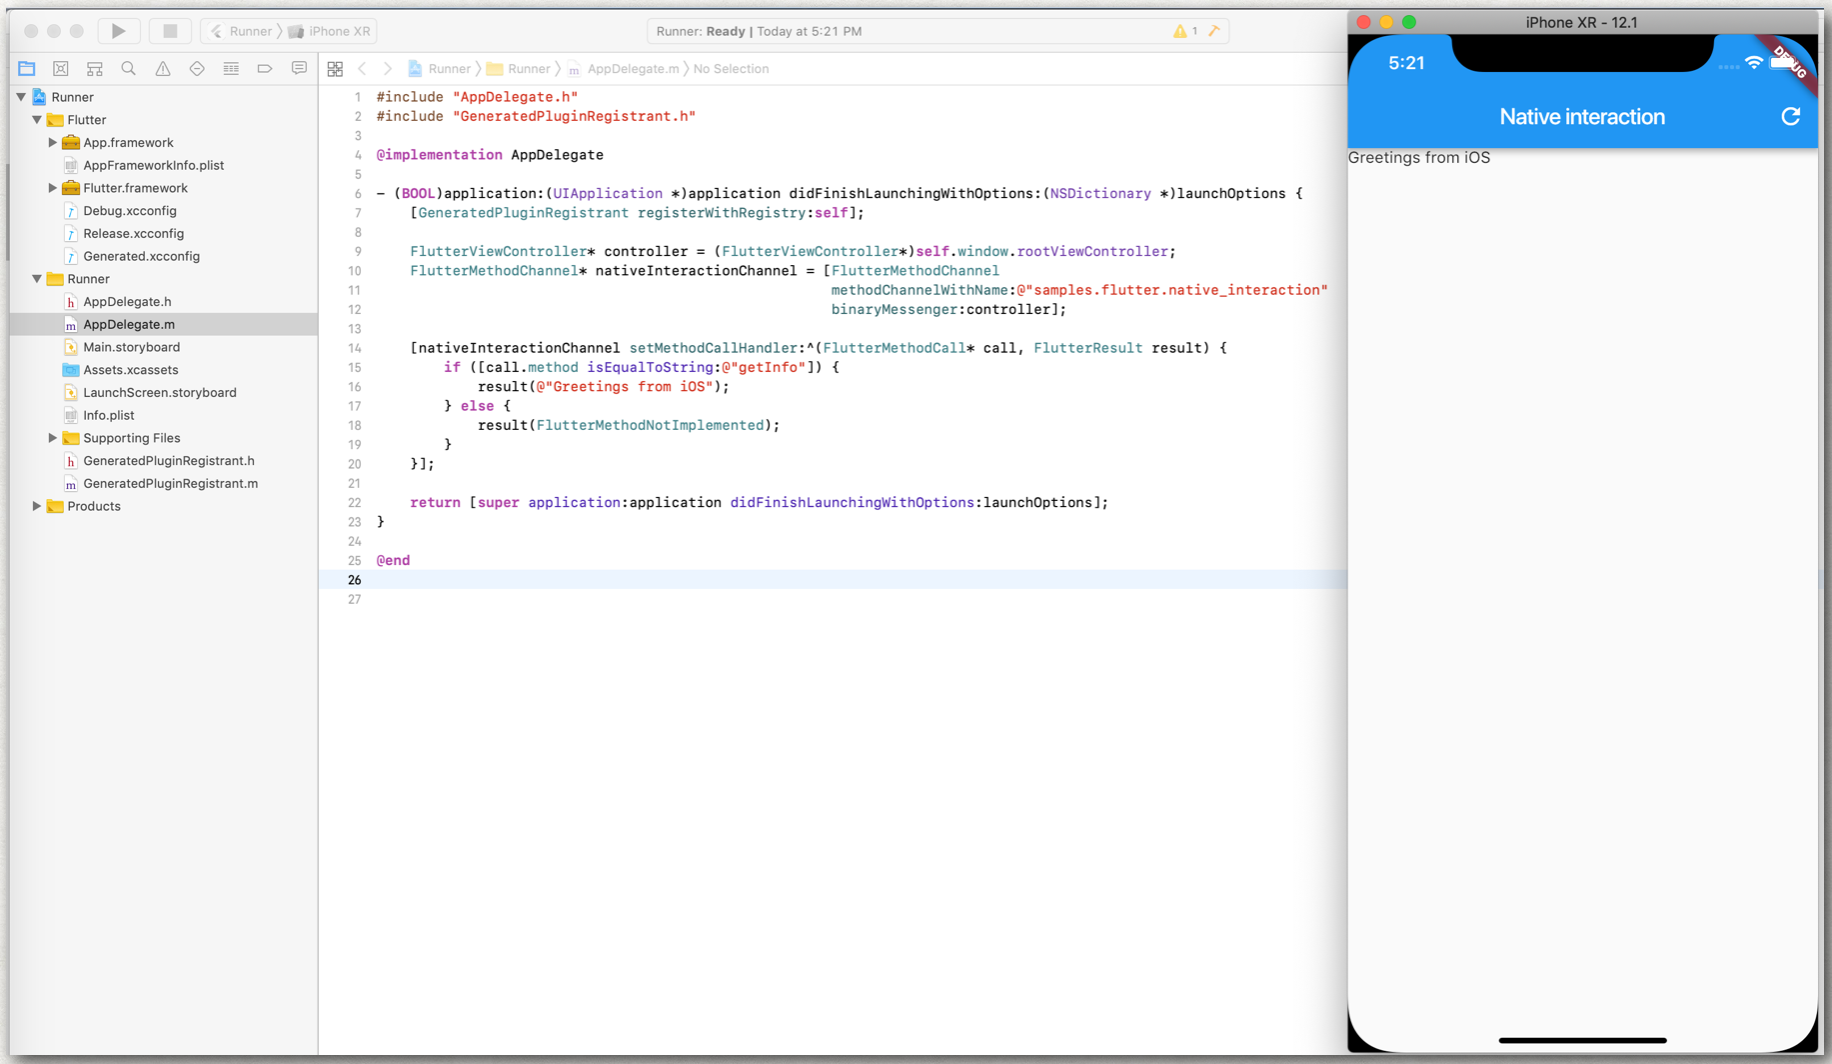 Runner 〉 iPhone XR
Runner: Ready | Today at 5:21 PM
1
Runner 〉 Runner 〉 m AppDelegate.m 〉 No Selection
Runner
Flutter
App.framework
AppFrameworkInfo.plist
Flutter.framework
Debug.xcconfig
Release.xcconfig
Generated.xcconfig
Runner
h AppDelegate.h
m AppDelegate.m
Main.storyboard
Assets.xcassets
LaunchScreen.storyboard
Info.plist
Supporting Files
h GeneratedPluginRegistrant.h
m GeneratedPluginRegistrant.m
Products
1 #include "AppDelegate.h"
2 #include "GeneratedPluginRegistrant.h"
3
4 @implementation AppDelegate
5
6 - (BOOL)application:(UIApplication *)application didFinishLaunchingWithOptions:(NSDictionary *)launchOptions {
7     [GeneratedPluginRegistrant registerWithRegistry:self];
8
9     FlutterViewController* controller = (FlutterViewController*)self.window.rootViewController;
10     FlutterMethodChannel* nativeInteractionChannel = [FlutterMethodChannel
11                                                       methodChannelWithName:@"samples.flutter.native_interaction"
12                                                       binaryMessenger:controller];
13
14     [nativeInteractionChannel setMethodCallHandler:^(FlutterMethodCall* call, FlutterResult result) {
15         if ([call.method isEqualToString:@"getInfo"]) {
16             result(@"Greetings from iOS");
17         } else {
18             result(FlutterMethodNotImplemented);
19         }
20     }];
21
22     return [super application:application didFinishLaunchingWithOptions:launchOptions];
23 }
24
25 @end
26
27
iPhone XR - 12.1
5:21
DEBUG
Native interaction
Greetings from iOS